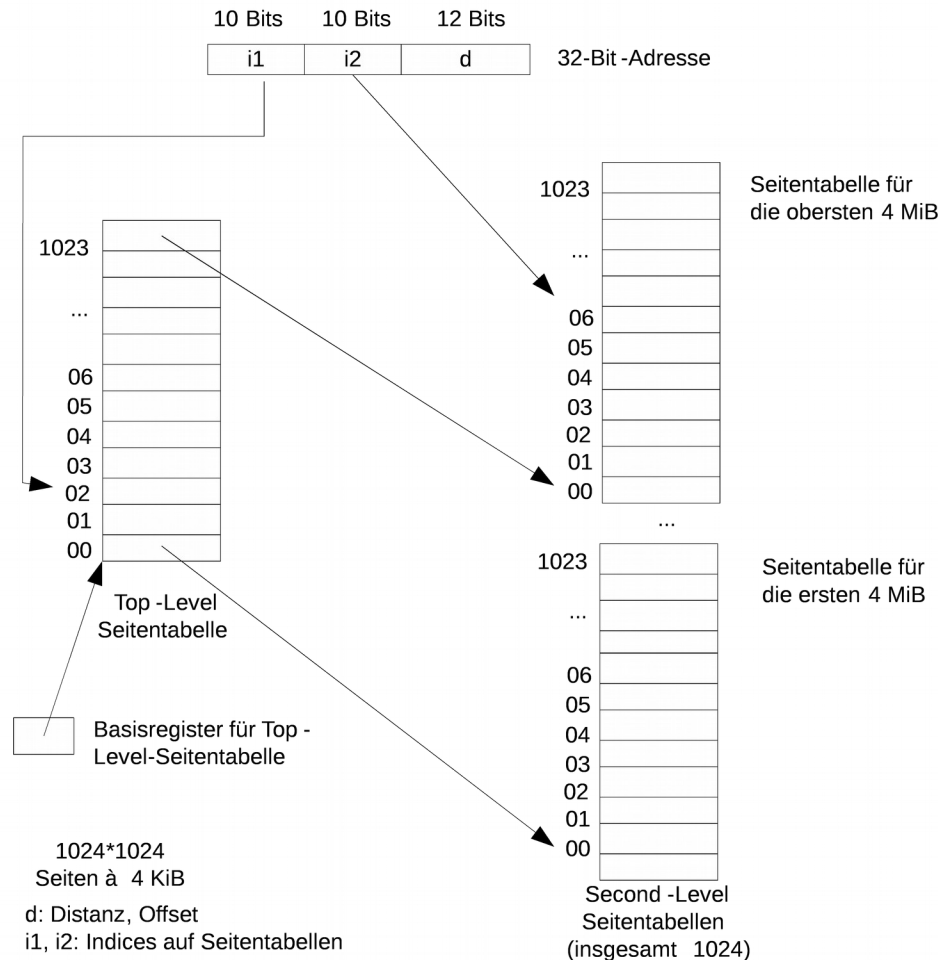 10 Bits 10 Bits 12 Bits
i1 i2 d 32-Bit -Adresse
1023
...
06
05
04
03
02
01
00
Top -Level
Seitentabelle
Basisregister für Top -
Level-Seitentabelle
1024*1024
Seiten à 4 KiB
d: Distanz, Offset
i1, i2: Indices auf Seitentabellen
1023
...
06
05
04
03
02
01
00
Seitentabelle für
die obersten 4 MiB
...
1023
...
06
05
04
03
02
01
00
Seitentabelle für
die ersten 4 MiB
Second -Level
Seitentabellen
(insgesamt 1024)